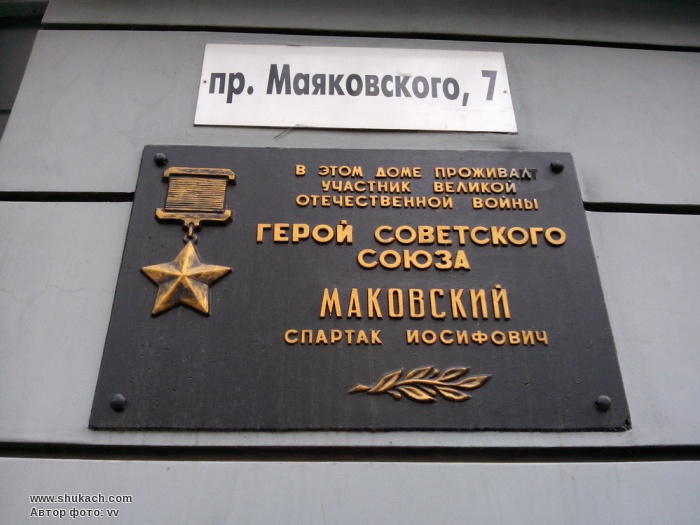 пр. Маяковского, 7
В ЭТОМ ДОМЕ ПРОЖИВАЛ
УЧАСТНИК ВЕЛИКОЙ
ОТЕЧЕСТВЕННОЙ ВОЙНЫ
ГЕРОЙ СОВЕТСКОГО
СОЮЗА
МАКОВСКИЙ
СПАРТАК ИОСИФОВИЧ
www.shukach.com
Автор фото: vv